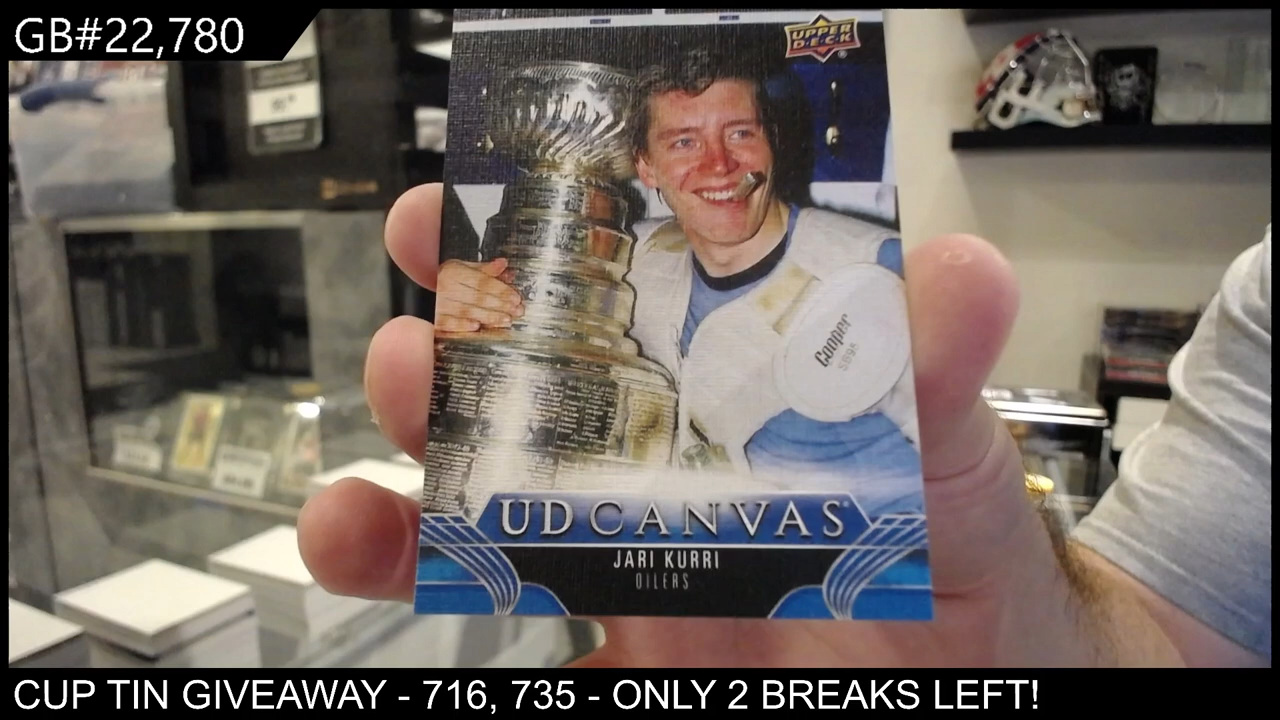 GB#22,780
UPPER
D·E·C·K
Cooper
SB98
UD CANVAS
JARI KURRI
OILERS
CUP TIN GIVEAWAY - 716, 735 - ONLY 2 BREAKS LEFT!